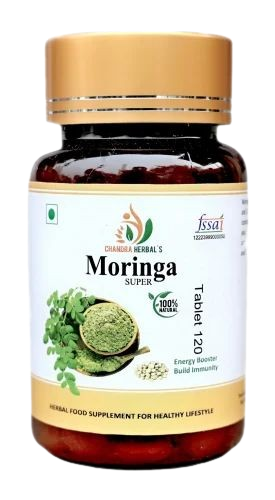 fssai
CHANDRA HERBAL'S
Moringa
SUPER
100%
NATURAL
Tablet 120
Energy Booster
Build Immunity
HERBAL FOOD SUPPLEMENT FOR HEALTHY LIFESTYLE